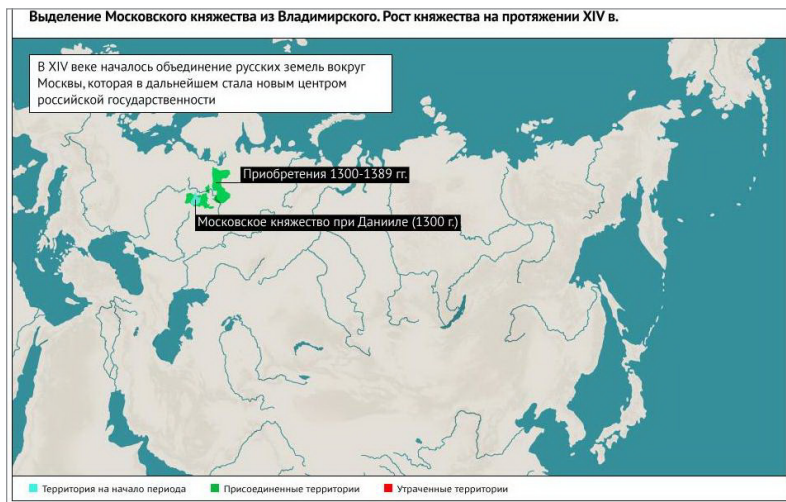 Выделение Московского княжества из Владимирского. Рост княжества на протяжении XIV в.
В XIV веке началось объединение русских земель вокруг
Москвы, которая в дальнейшем стала новым центром
российской государственности
Приобретения 1300-1389 гг.
Московское княжество при Данииле (1300 г.)
Территория на начало периода
Присоединенные территории
Утраченные территории